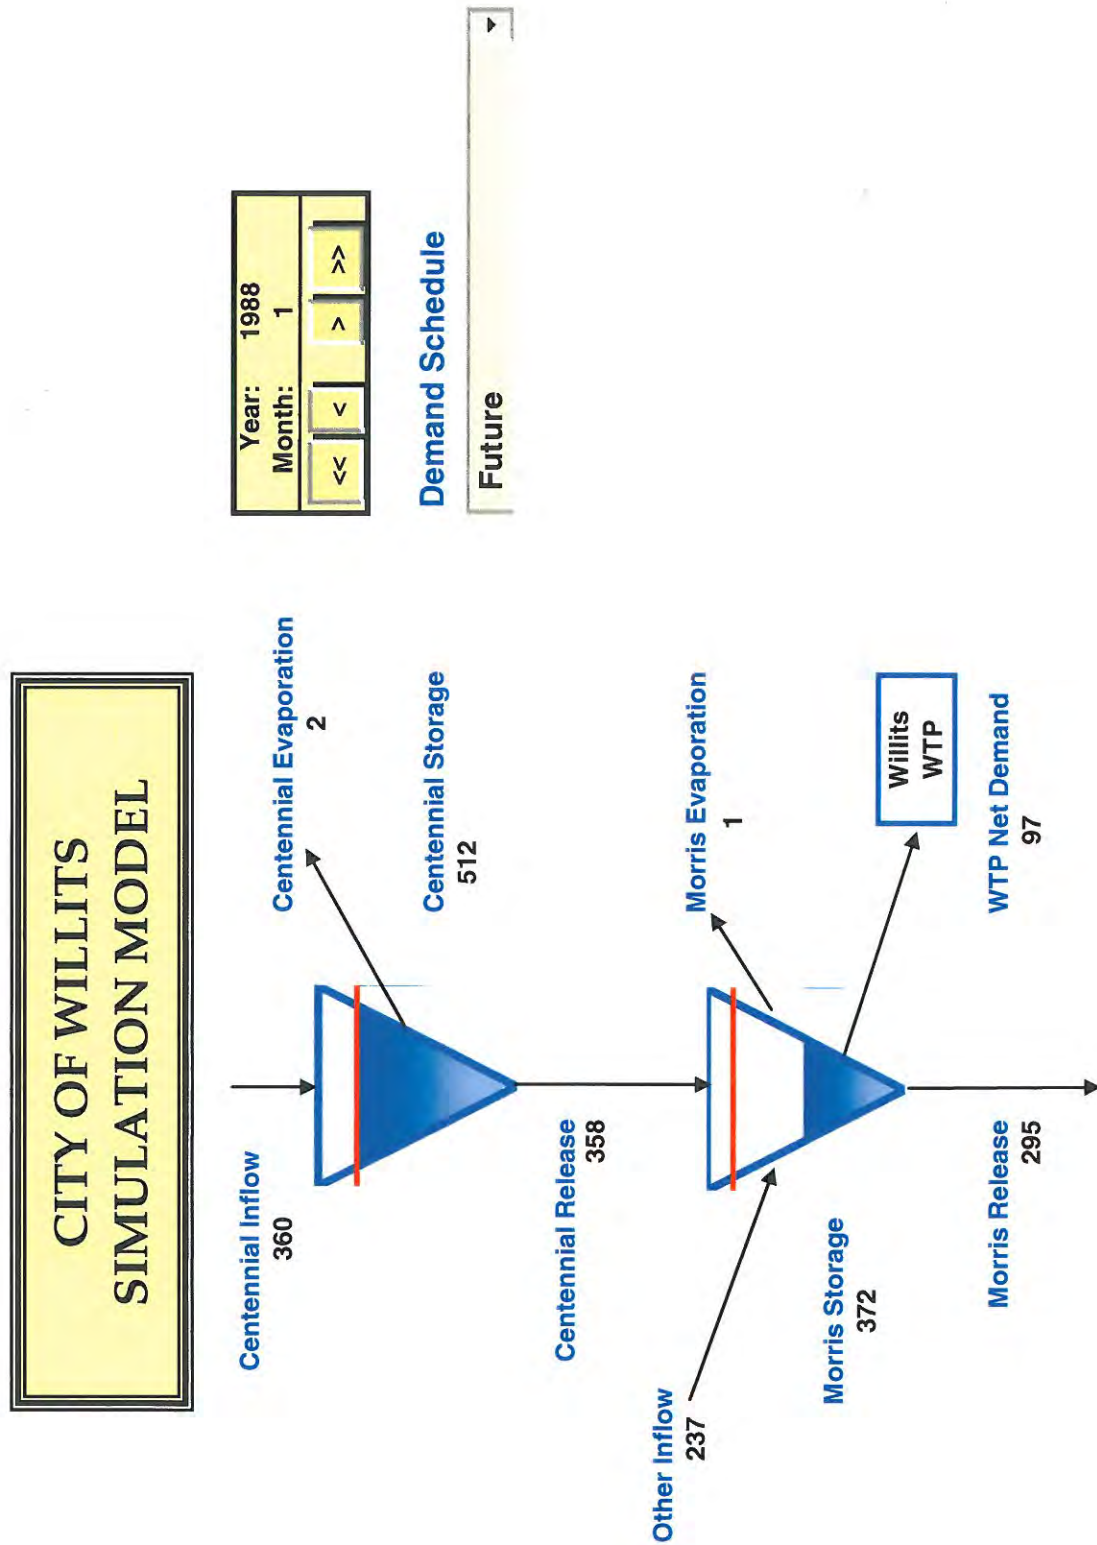 CITY OF WILLITS
SIMULATION MODEL
Year: 1988
Month: 1
<< < > >>
Demand Schedule
Future
Centennial Inflow
360
Centennial Evaporation
2
Centennial Storage
512
Centennial Release
358
Other Inflow
237
Morris Evaporation
1
Morris Storage
372
Willits
WTP
WTP Net Demand
97
Morris Release
295